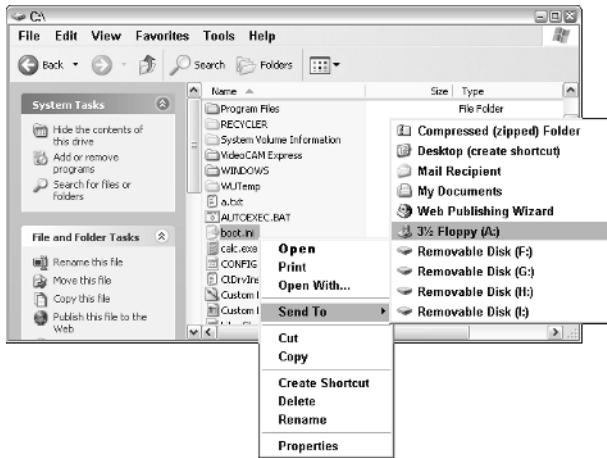 C:\
File Edit View Favorites Tools Help
Back Search Folders
System Tasks
Hide the contents of
this drive
Add or remove
programs
Search for files or
folders
File and Folder Tasks
Rename this file
Move this file
Copy this file
Publish this file to the
Web
Name Size Type
Program Files File Folder
RECYCLER
System Volume Information
VideoCAM Express
WINDOWS
WUTemp
a.txt
AUTOEXEC.BAT
boot.ini
calc.exe
CONFIG
Custom
Custom
Open
Print
Open With...
Send To
Cut
Copy
Create Shortcut
Delete
Rename
Properties
Compressed (zipped) Folder
Desktop (create shortcut)
Mail Recipient
My Documents
Web Publishing Wizard
3½ Floppy (A:)
Removable Disk (F:)
Removable Disk (G:)
Removable Disk (H:)
Removable Disk (I:)